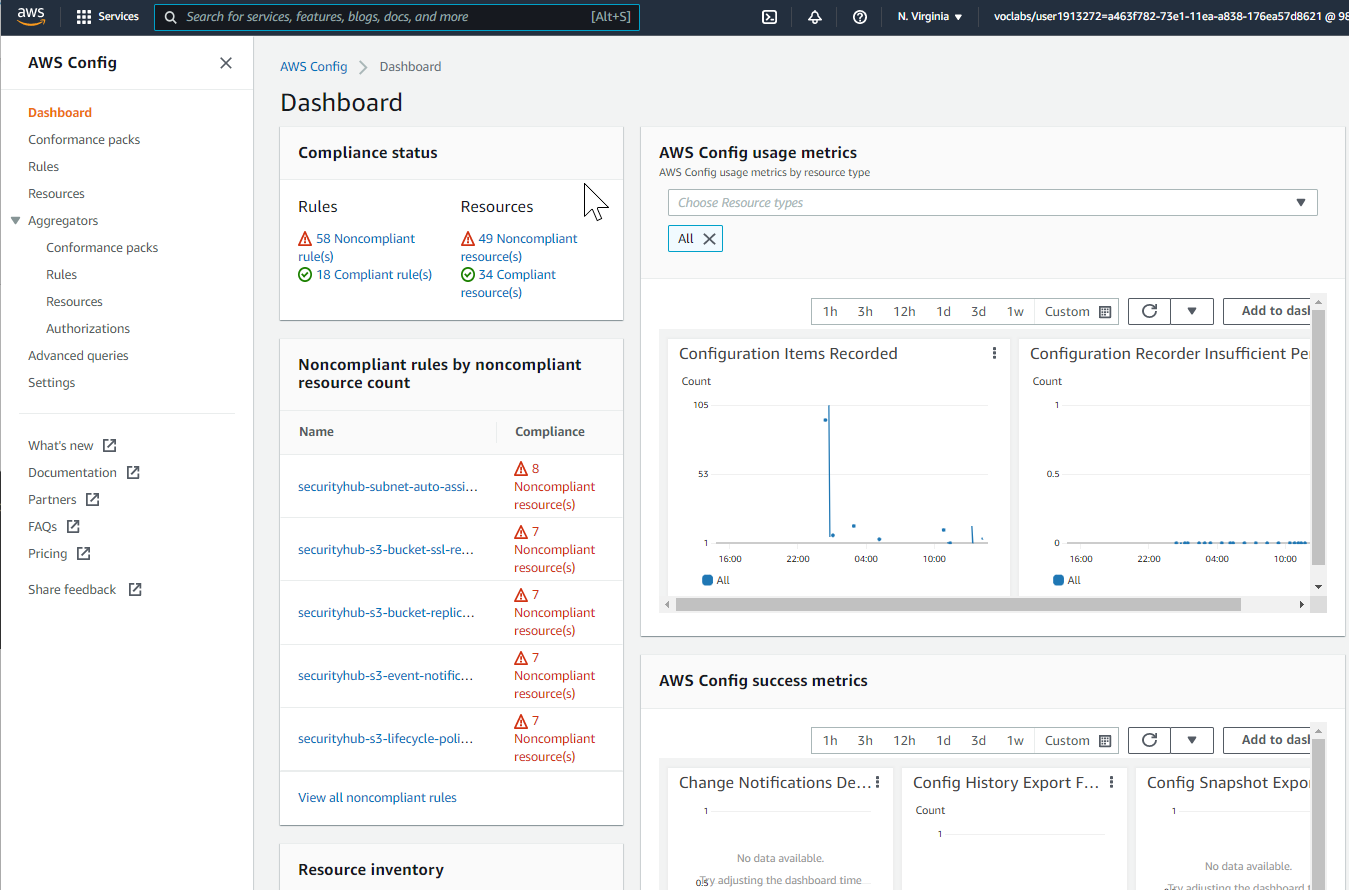 aws
Services
Search for services, features, blogs, docs, and more
[Alt+S]
N. Virginia
voclabs/user1913272=a463f782-73e1-11ea-a838-176ea57d8621 @ 98
AWS Config
Dashboard
Conformance packs
Rules
Resources
Aggregators
Conformance packs
Rules
Resources
Authorizations
Advanced queries
Settings
What's new
Documentation
Partners
FAQs
Pricing
Share feedback
AWS Config
Dashboard
Dashboard
Compliance status
Rules
58 Noncompliant
rule(s)
18 Compliant rule(s)
Resources
49 Noncompliant
resource(s)
34 Compliant
resource(s)
Noncompliant rules by noncompliant
resource count
Name
Compliance
securityhub-subnet-auto-assi...
8
Noncompliant
resource(s)
securityhub-s3-bucket-ssl-re...
7
Noncompliant
resource(s)
securityhub-s3-bucket-replic...
7
Noncompliant
resource(s)
securityhub-s3-event-notific...
7
Noncompliant
resource(s)
securityhub-s3-lifecycle-poli...
7
Noncompliant
resource(s)
View all noncompliant rules
Resource inventory
AWS Config usage metrics
AWS Config usage metrics by resource type
Choose Resource types
All
1h 3h 12h 1d 3d 1w Custom
Add to dasl
Configuration Items Recorded
Count
105
53
1
16:00 22:00 04:00 10:00
All
Configuration Recorder Insufficient Pe
Count
1
0.5
0
16:00 22:00 04:00 10:00
All
AWS Config success metrics
1h 3h 12h 1d 3d 1w Custom
Add to dasl
Change Notifications De...
1
No data available.
0.5
Try adjusting the dashboard time
Config History Export F...
Count
1
Config Snapshot Expo
1
No data available.
Try adjusting the dashboard t